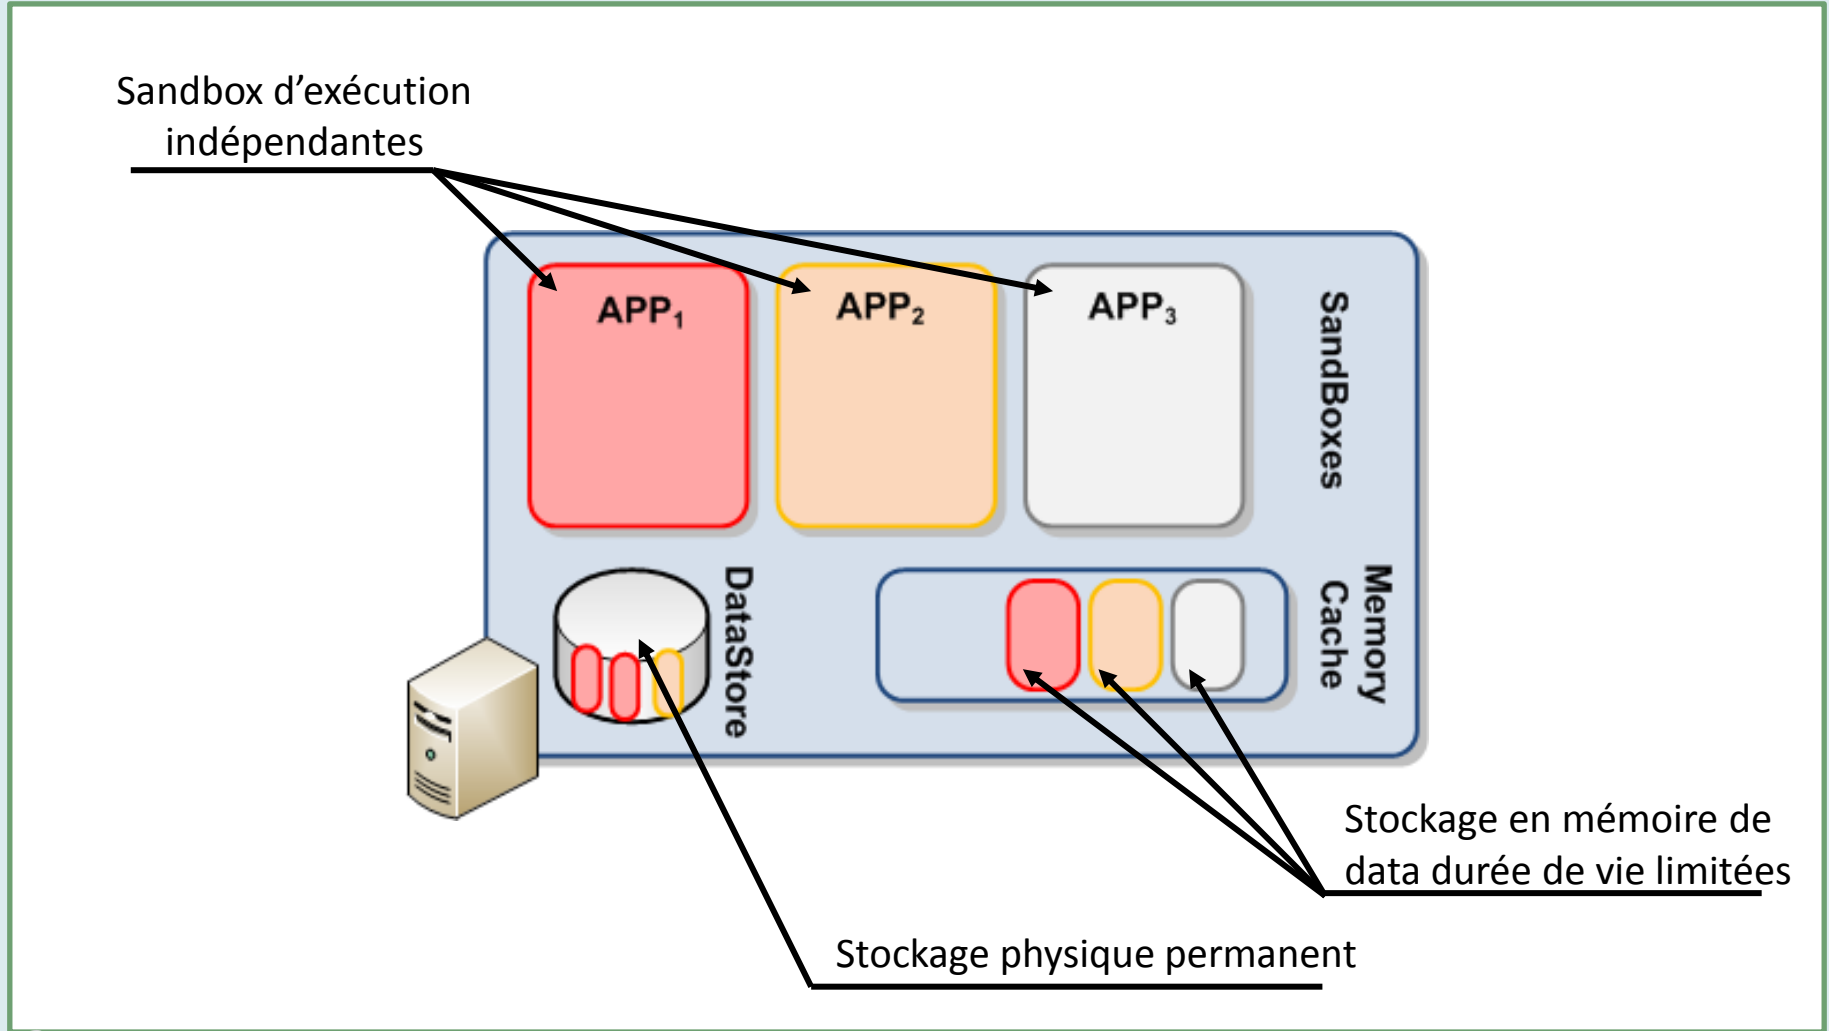 Sandbox d’exécution
indépendantes
APP₁
APP₂
APP₃
SandBoxes
DataStore
Memory
Cache
Stockage en mémoire de
data durée de vie limitées
Stockage physique permanent